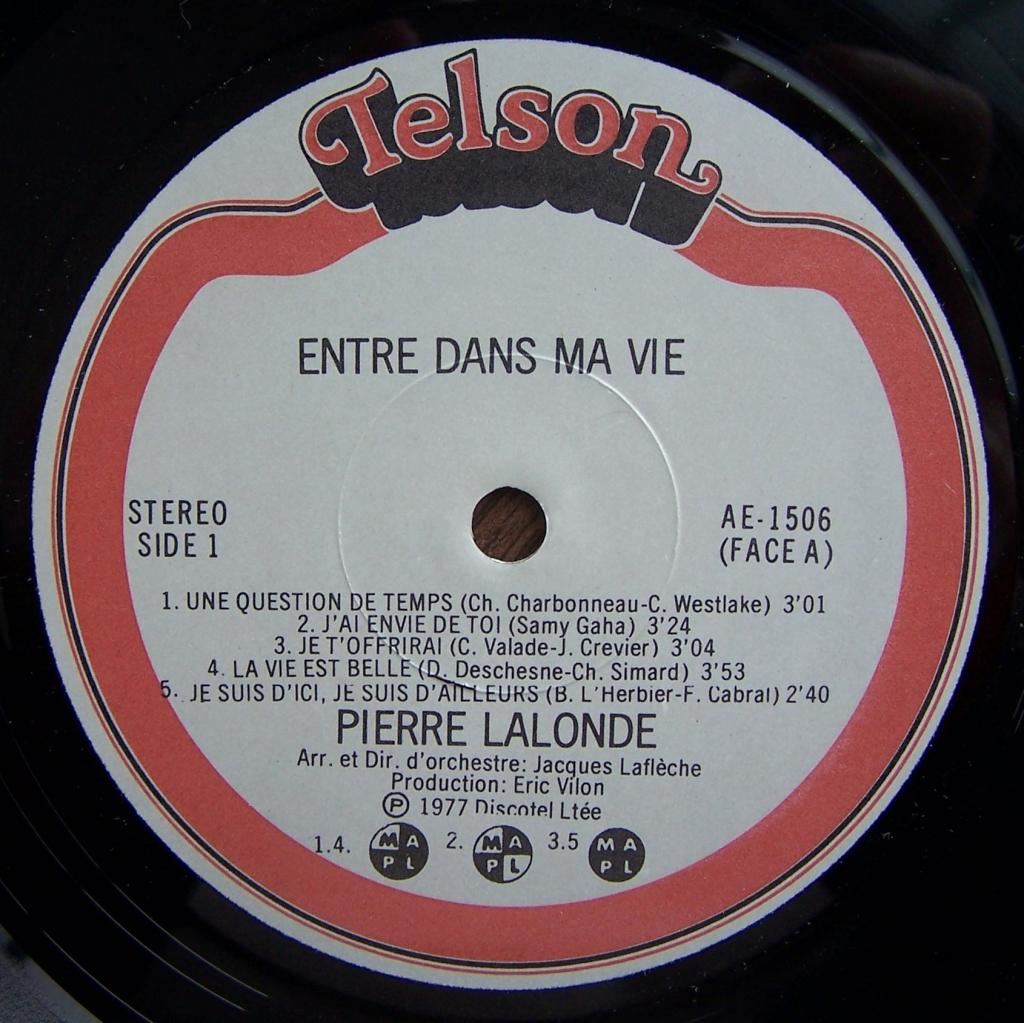 Telson
ENTRE DANS MA VIE
STEREO
SIDE 1
AE-1506
(FACE A)
1. UNE QUESTION DE TEMPS (Ch. Charbonneau-C. Westlake) 3'01
2. J'AI ENVIE DE TOI (Samy Gaha) 3'24
3. JE T'OFFRIRAI (C. Valade-J. Crevier) 3'04
4. LA VIE EST BELLE (D. Deschesne-Ch. Simard) 3'53
5. JE SUIS D'ICI, JE SUIS D'AILLEURS (B. L'Herbier-F. Cabral) 2'40
PIERRE LALONDE
Arr. et Dir. d'orchestre: Jacques Laflèche
Production: Eric Vilon
Ⓟ 1977 Discotel Ltée
1.4. MAPL 2. MAPL 3.5 MAPL